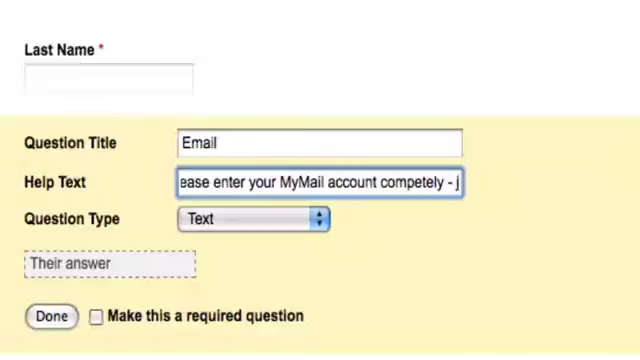 Last Name *
Question Title Email
Help Text ease enter your MyMail account competely - j
Question Type Text
Their answer
Done Make this a required question